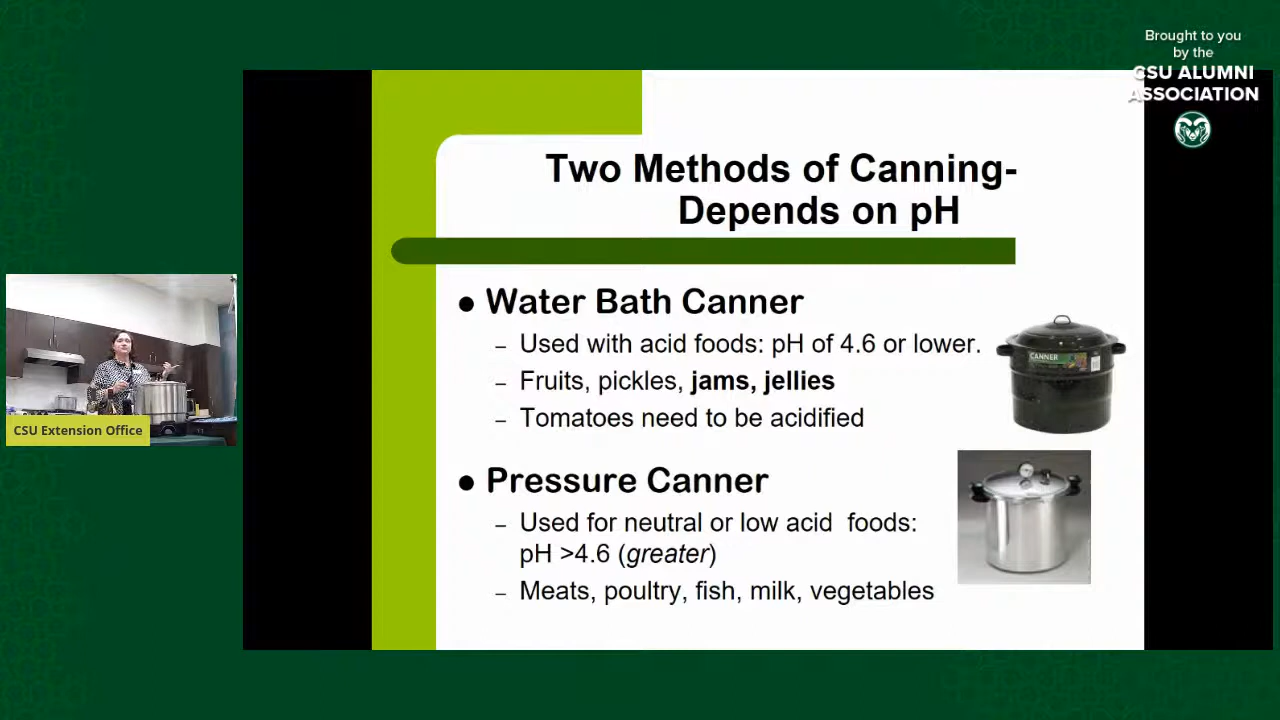 Brought to you
by the
CSU ALUMNI
ASSOCIATION
Two Methods of Canning-
Depends on pH
● Water Bath Canner
– Used with acid foods: pH of 4.6 or lower.
– Fruits, pickles, jams, jellies
– Tomatoes need to be acidified
CANNER
● Pressure Canner
– Used for neutral or low acid foods:
pH >4.6 (greater)
– Meats, poultry, fish, milk, vegetables
CSU Extension Office